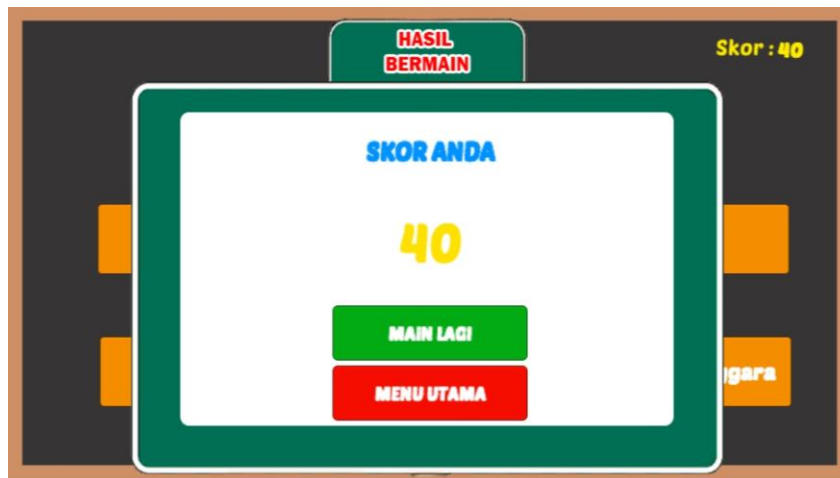 HASIL
BERMAIN
Skor : 40
SKOR ANDA
40
MAIN LAGI
MENU UTAMA